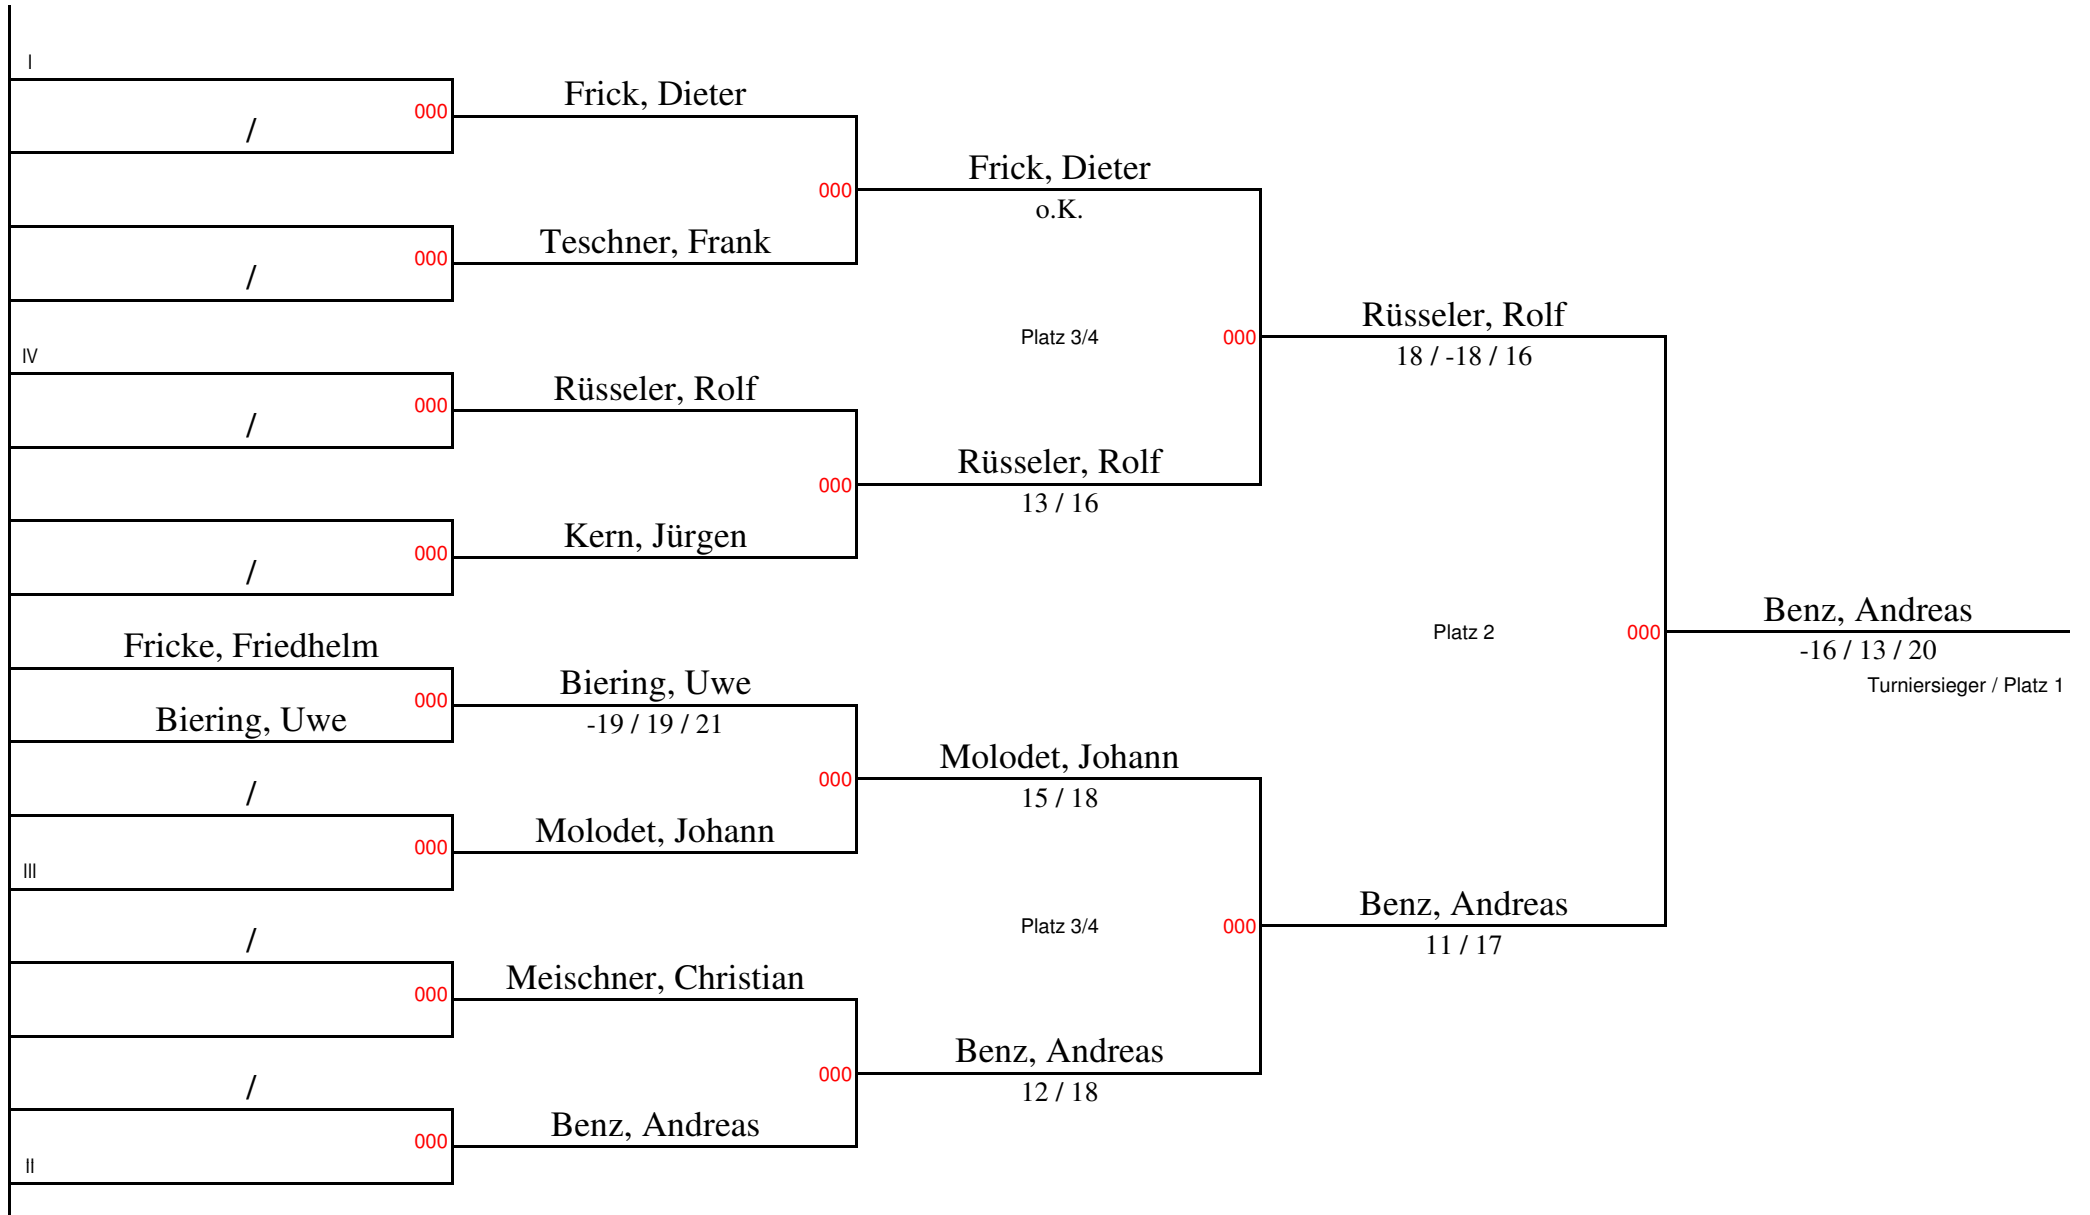 I
000
/
Frick, Dieter
000
Frick, Dieter
o.K.
000
/
Teschner, Frank
Platz 3/4
000
Rüsseler, Rolf
18 / -18 / 16
IV
000
/
Rüsseler, Rolf
000
Rüsseler, Rolf
13 / 16
000
/
Kern, Jürgen
Platz 2
000
Benz, Andreas
-16 / 13 / 20
Turniersieger / Platz 1
Fricke, Friedhelm
000
Biering, Uwe
Biering, Uwe
-19 / 19 / 21
000
Molodet, Johann
15 / 18
/
000
III
Molodet, Johann
Platz 3/4
000
Benz, Andreas
11 / 17
/
000
Meischner, Christian
000
Benz, Andreas
12 / 18
/
000
II
Benz, Andreas